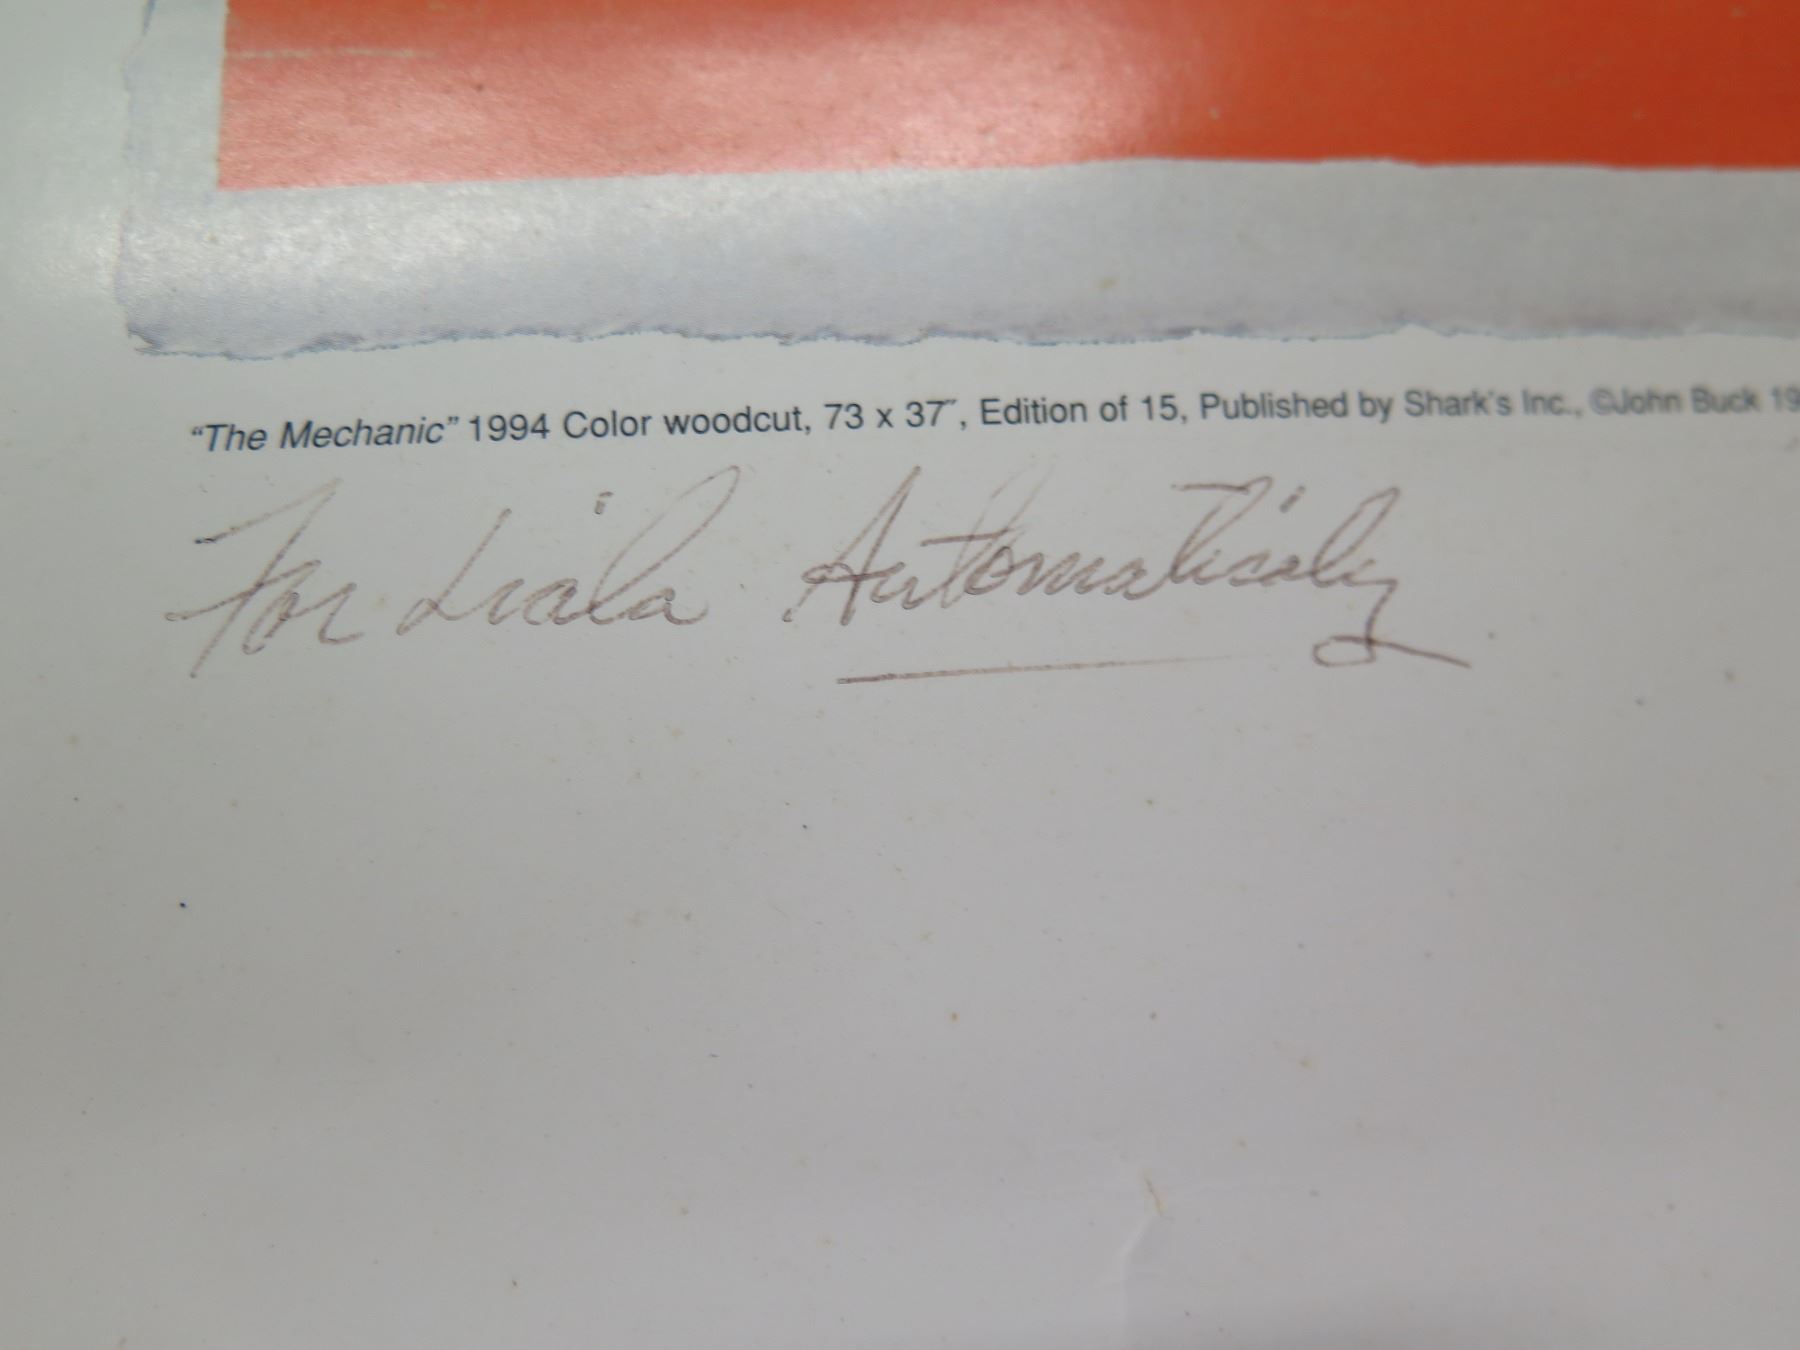 “The Mechanic” 1994 Color woodcut, 73 x 37″, Edition of 15, Published by Shark's Inc., ©John Buck 19
For Automatically